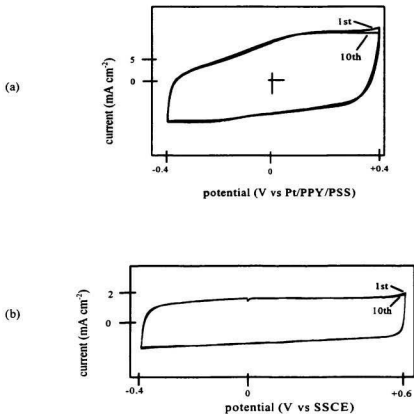 (a)
current (mA cm⁻²)
5
0
1st
10th
-0.4
0
+0.4
potential (V vs Pt/PPY/PSS)
(b)
current (mA cm⁻²)
2
0
1st
10th
-0.4
0
+0.6
potential (V vs SSCE)